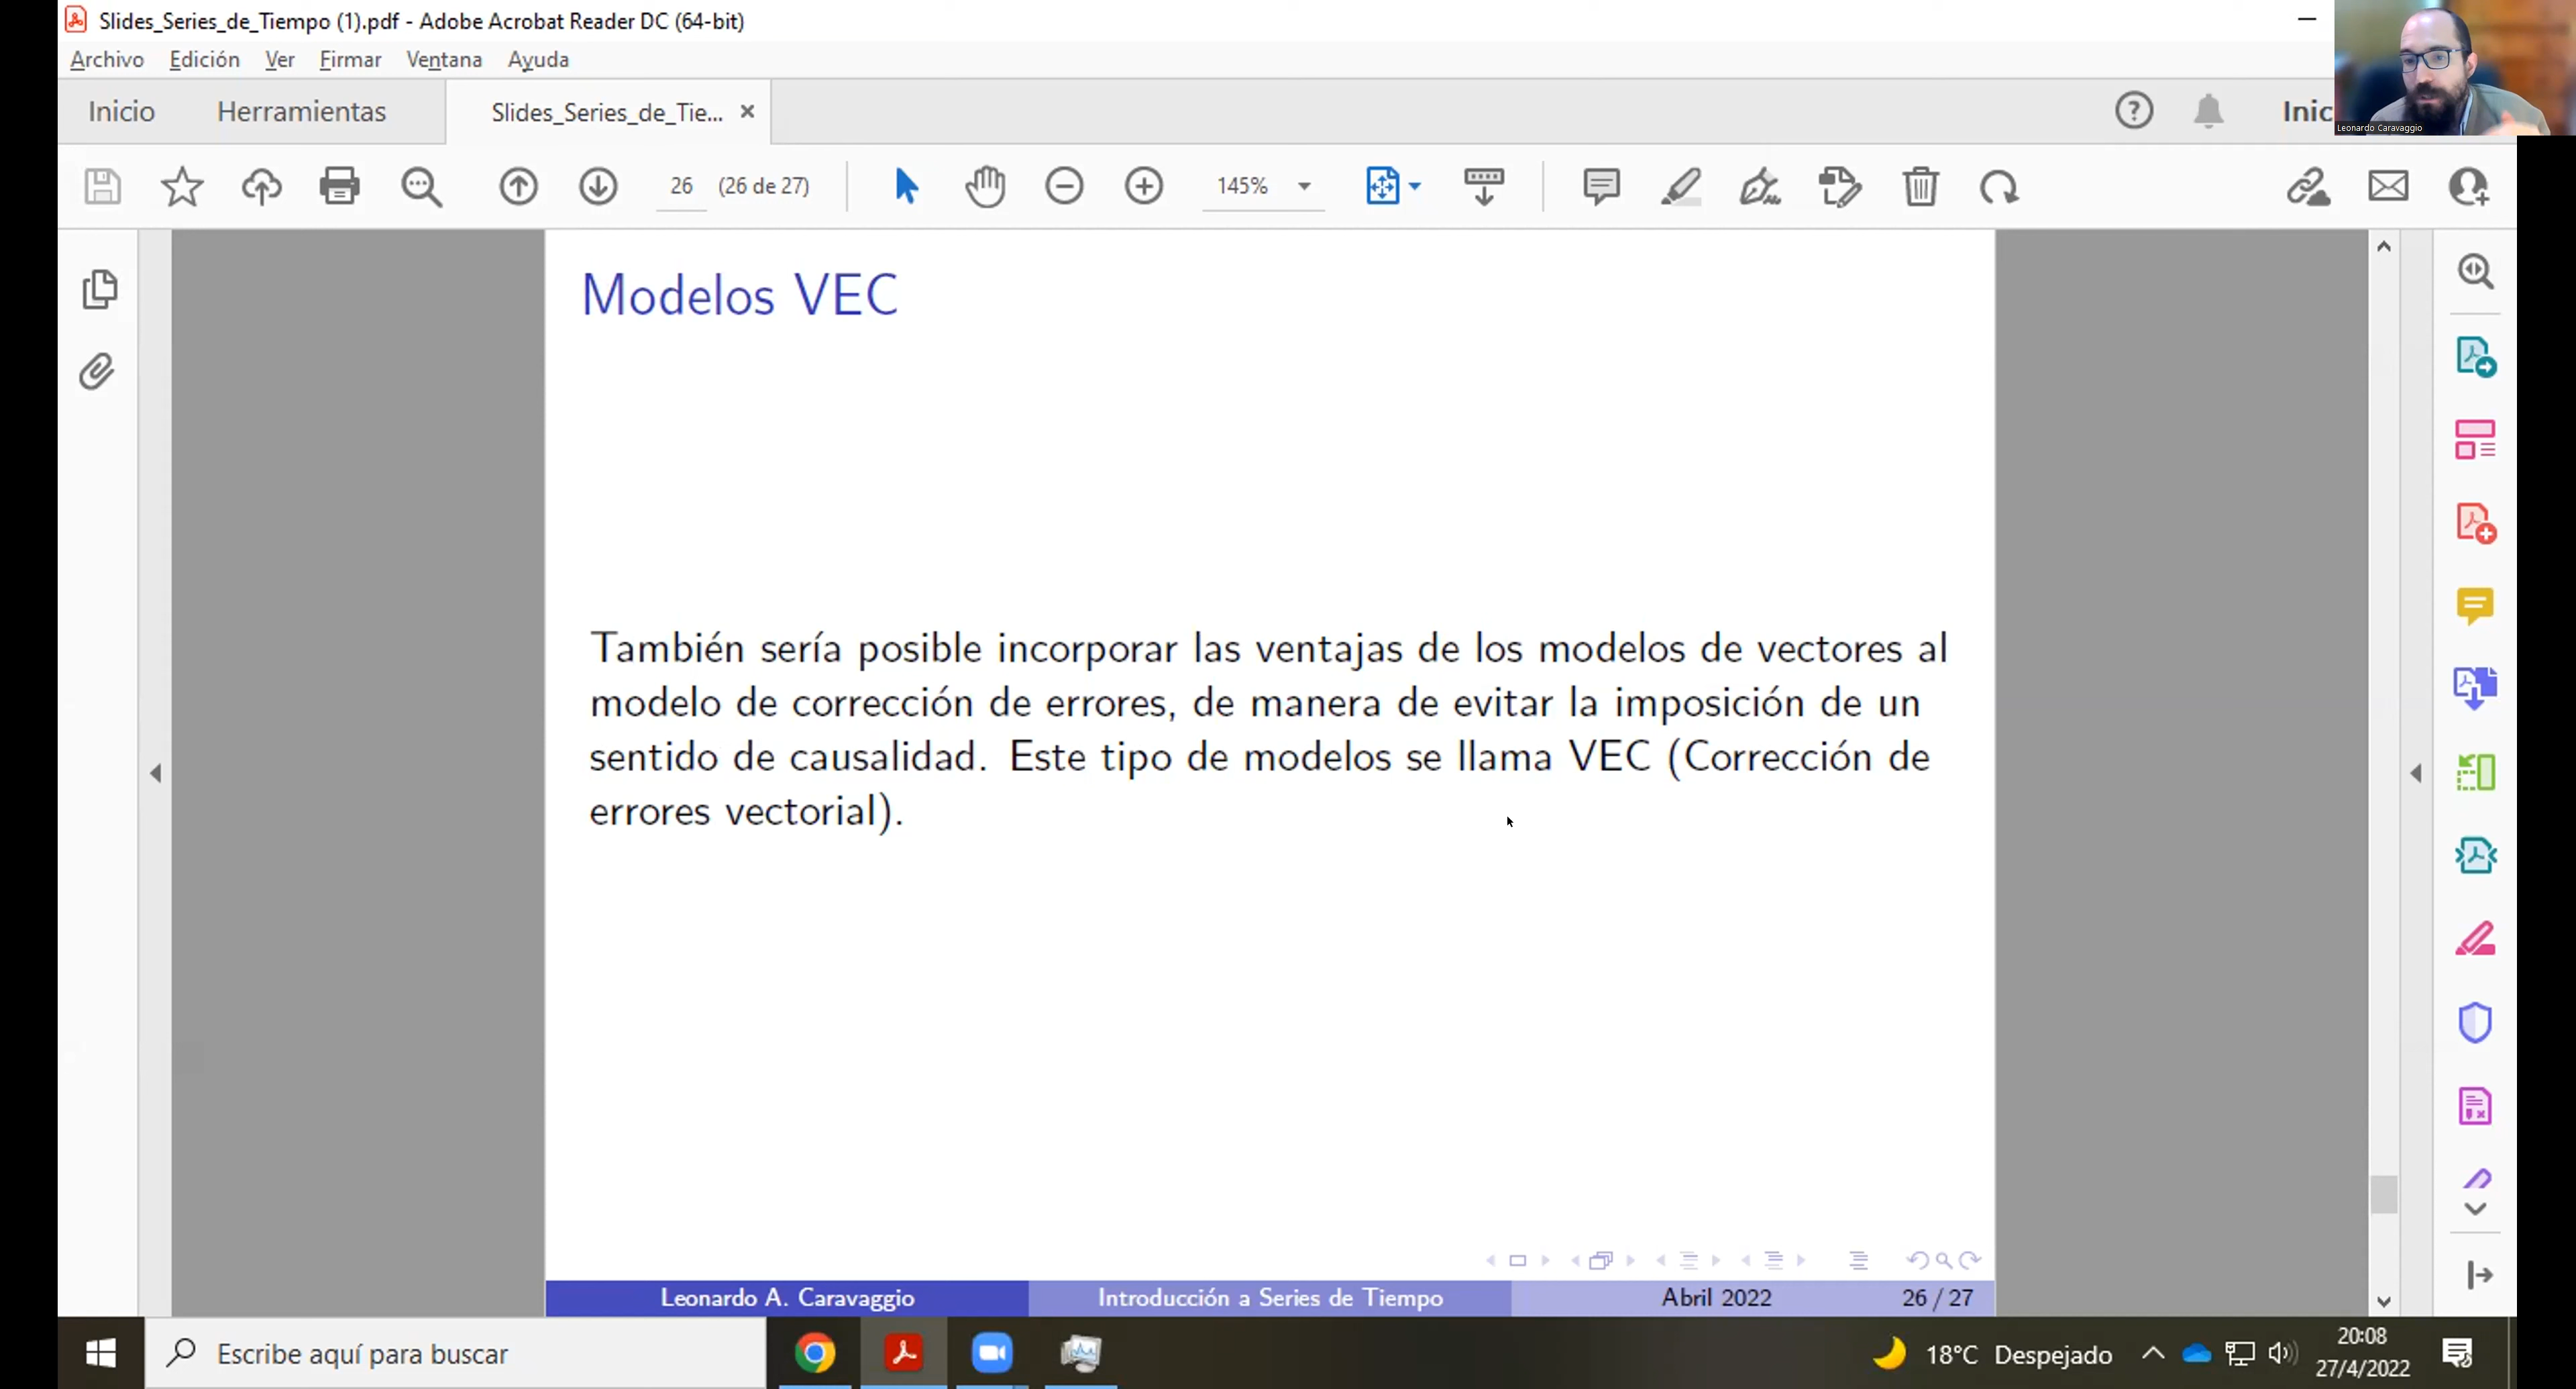 Slides_Series_de_Tiempo (1).pdf - Adobe Acrobat Reader DC (64-bit)
Archivo Edición Ver Firmar Ventana Ayuda
Inicio Herramientas Slides_Series_de_Tie... Inic
Leonardo Caravaggio
26 (26 de 27) 145%
Modelos VEC
También sería posible incorporar las ventajas de los modelos de vectores al
modelo de corrección de errores, de manera de evitar la imposición de un
sentido de causalidad. Este tipo de modelos se llama VEC (Corrección de
errores vectorial).
Leonardo A. Caravaggio Introducción a Series de Tiempo Abril 2022 26 / 27
Escribe aquí para buscar 18°C Despejado 20:08
27/4/2022